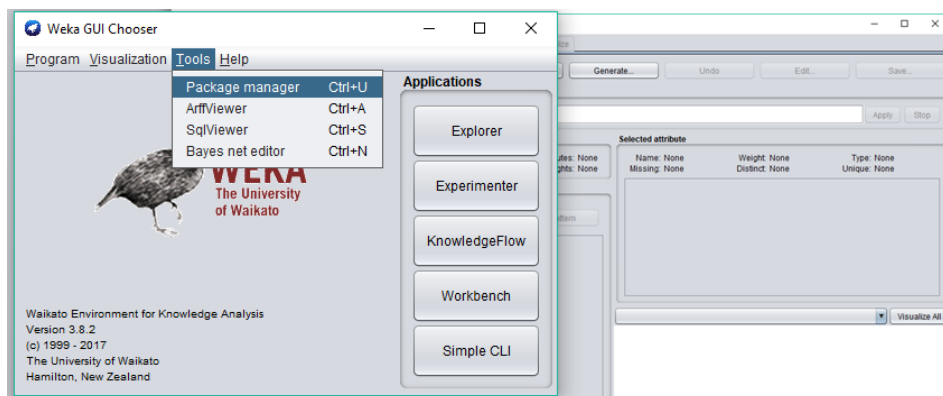 Weka GUI Chooser
Program Visualization Tools Help
Package manager Ctrl+U
ArffViewer Ctrl+A
SqlViewer Ctrl+S
Bayes net editor Ctrl+N
WEKA
The University
of Waikato
Waikato Environment for Knowledge Analysis
Version 3.8.2
(c) 1999 - 2017
The University of Waikato
Hamilton, New Zealand
Applications
Explorer
Experimenter
KnowledgeFlow
Workbench
Simple CLI
Generate... Undo Edit... Save...
Apply Stop
Selected attribute
None Name: None Weight: None Type: None
None Missing: None Distinct: None Unique: None
Visualize All